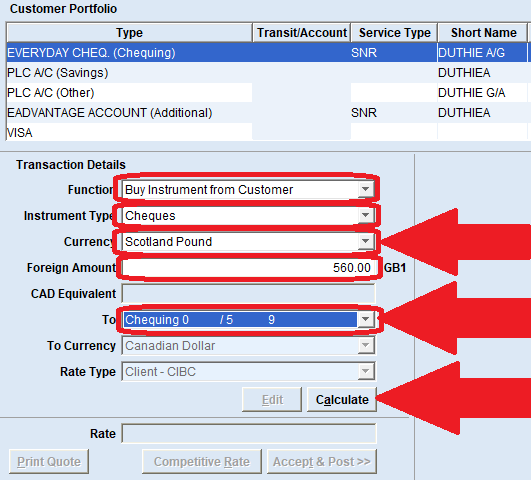 Customer Portfolio
Type Transit/Account Service Type Short Name
EVERYDAY CHEQ. (Chequing) SNR DUTHIE A/G
PLC A/C (Savings) DUTHIEA
PLC A/C (Other) DUTHIE G/A
EADVANTAGE ACCOUNT (Additional) SNR DUTHIEA
VISA
Transaction Details
Function Buy Instrument from Customer
Instrument Type Cheques
Currency Scotland Pound
Foreign Amount 560.00 GB1
CAD Equivalent
To Chequing 0 / 5 9
To Currency Canadian Dollar
Rate Type Client - CIBC
Edit Calculate
Rate
Print Quote Competitive Rate Accept & Post >>